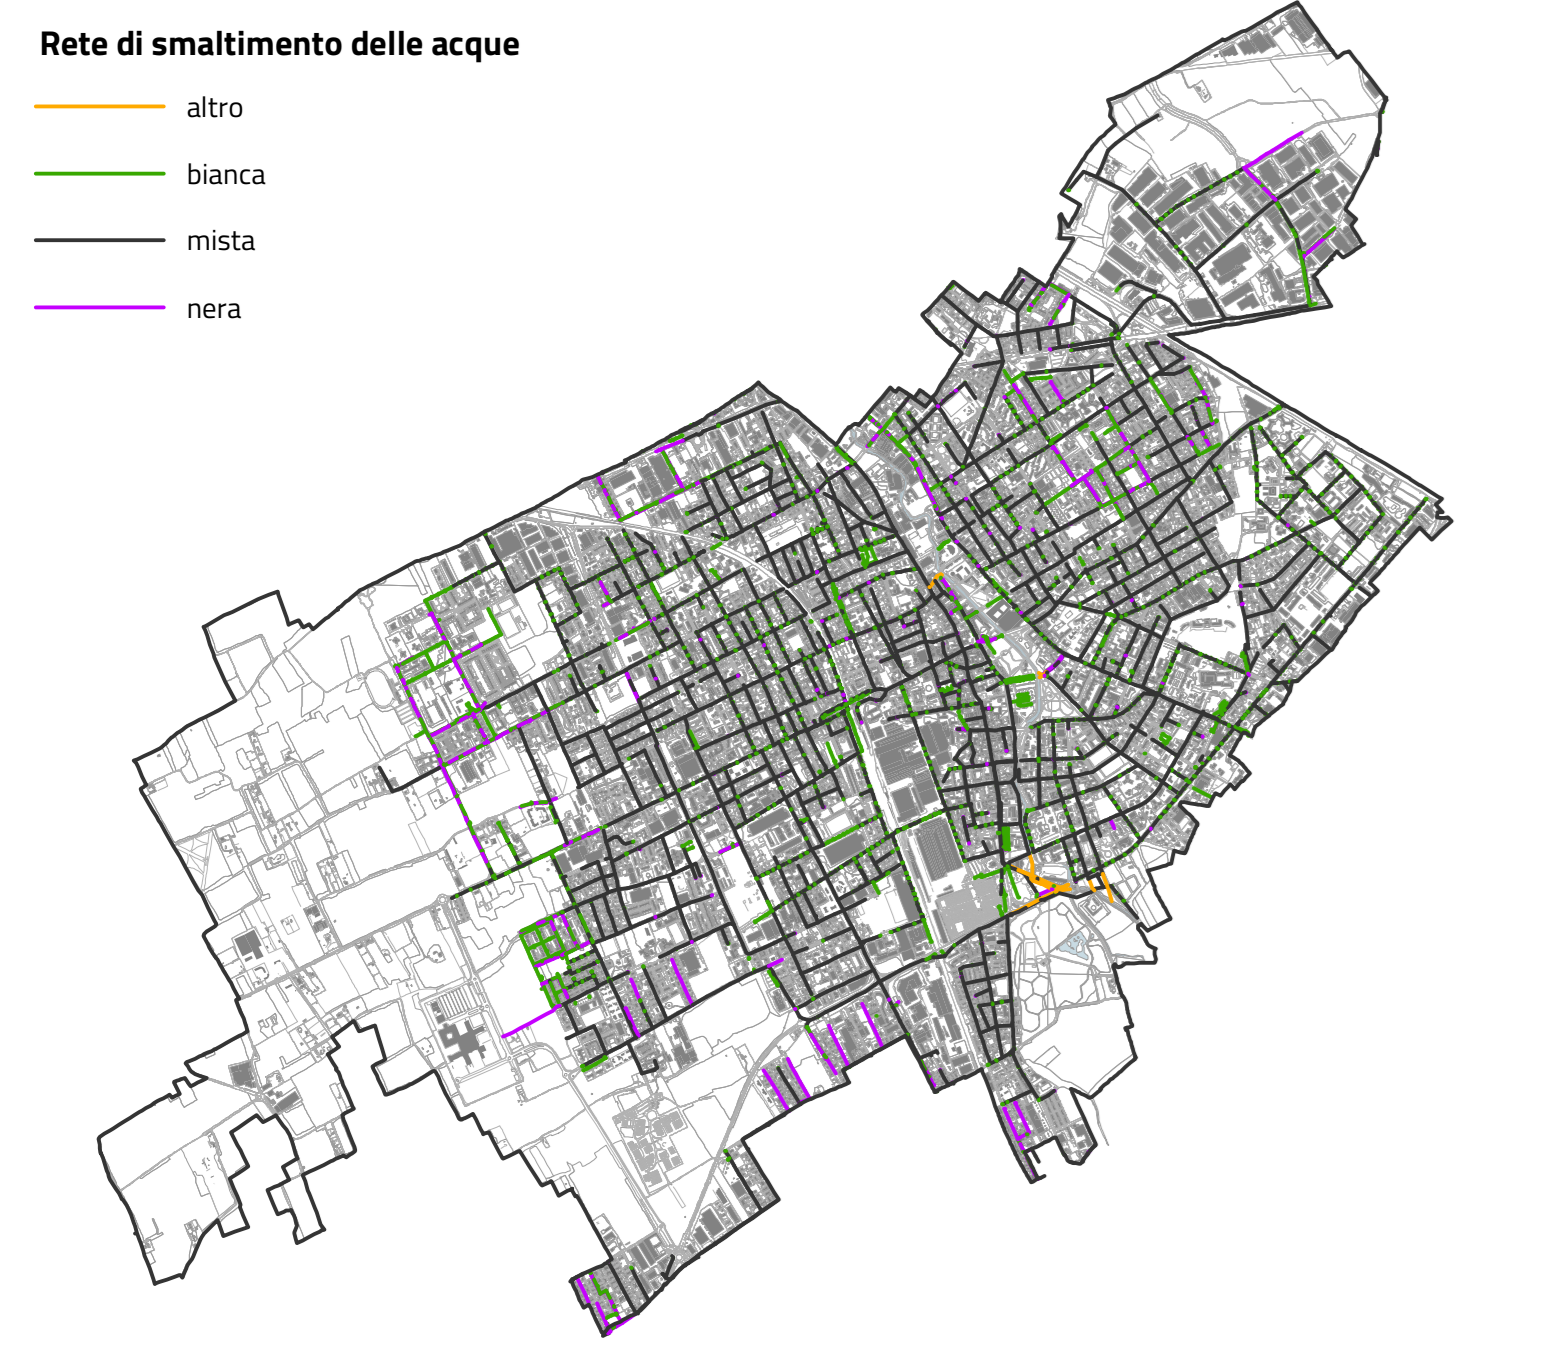 Rete di smaltimento delle acque
altro
bianca
mista
nera